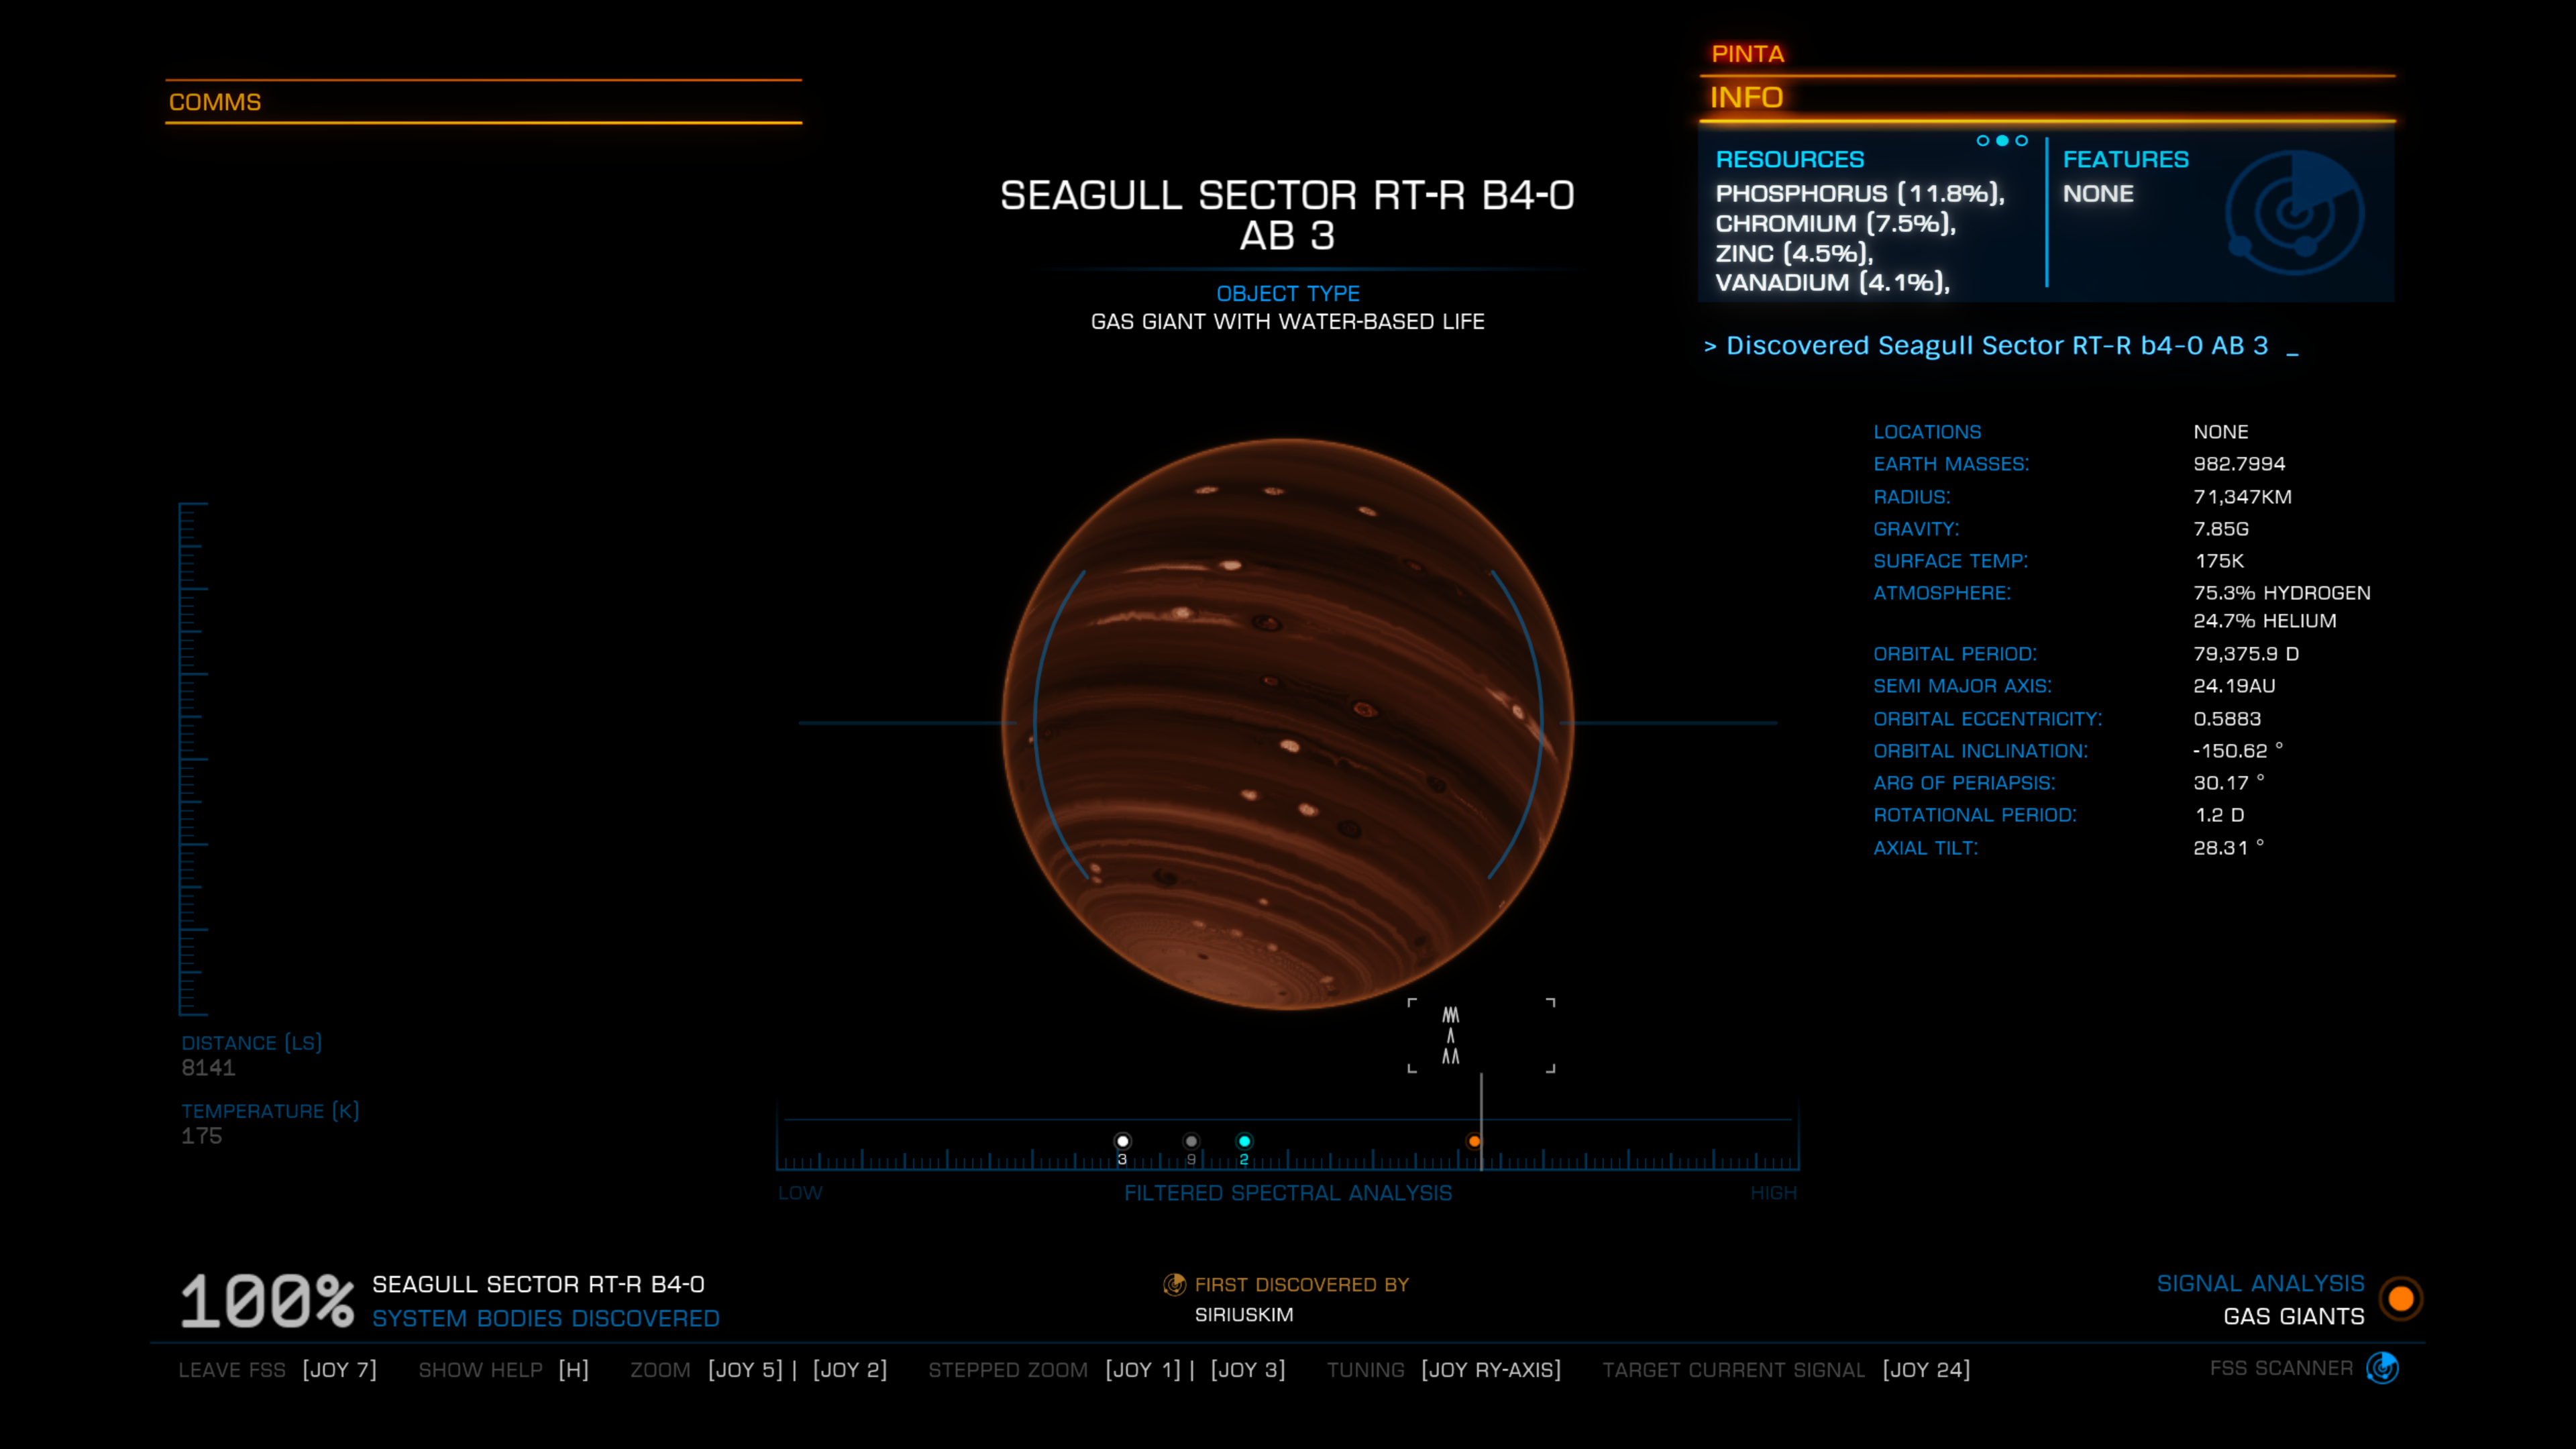 PINTA
COMMS
INFO
RESOURCES
PHOSPHORUS (11.8%),
CHROMIUM (7.5%),
ZINC (4.5%),
VANADIUM (4.1%),
FEATURES
NONE
SEAGULL SECTOR RT-R B4-0
AB 3
OBJECT TYPE
GAS GIANT WITH WATER-BASED LIFE
> Discovered Seagull Sector RT-R b4-0 AB 3 _
LOCATIONS NONE
EARTH MASSES: 982.7994
RADIUS: 71,347KM
GRAVITY: 7.85G
SURFACE TEMP: 175K
ATMOSPHERE: 75.3% HYDROGEN
24.7% HELIUM
ORBITAL PERIOD: 79,375.9 D
SEMI MAJOR AXIS: 24.19AU
ORBITAL ECCENTRICITY: 0.5883
ORBITAL INCLINATION: -150.62 °
ARG OF PERIAPSIS: 30.17 °
ROTATIONAL PERIOD: 1.2 D
AXIAL TILT: 28.31 °
DISTANCE (LS)
8141
TEMPERATURE (K)
175
3 9 2
LOW FILTERED SPECTRAL ANALYSIS HIGH
100% SEAGULL SECTOR RT-R B4-0
SYSTEM BODIES DISCOVERED
FIRST DISCOVERED BY
SIRIUSKIM
SIGNAL ANALYSIS
GAS GIANTS
LEAVE FSS [JOY 7] SHOW HELP [H] ZOOM [JOY 5] | [JOY 2] STEPPED ZOOM [JOY 1] | [JOY 3] TUNING [JOY RY-AXIS] TARGET CURRENT SIGNAL [JOY 24] FSS SCANNER